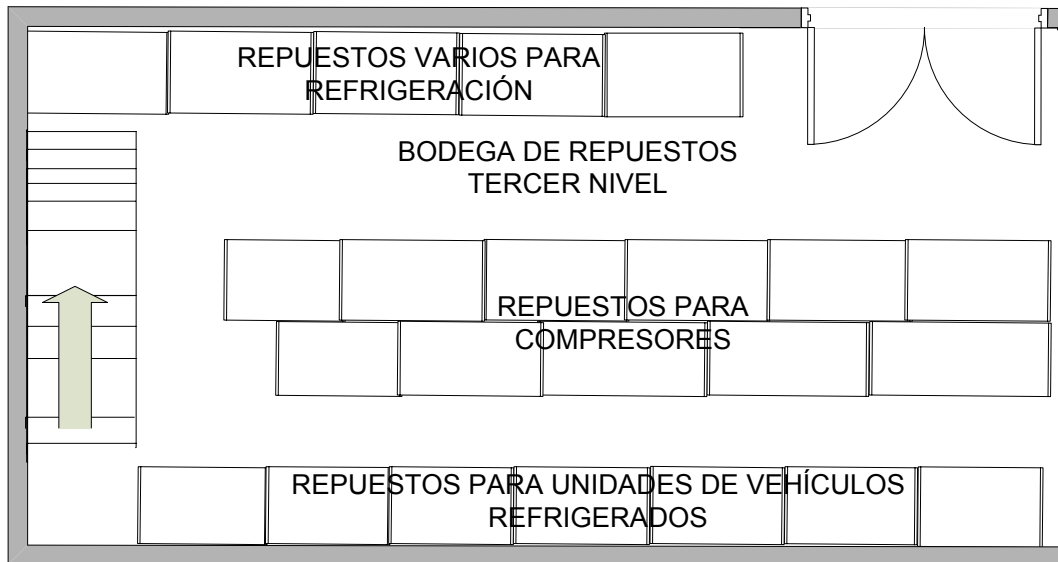 REPUESTOS VARIOS PARA
REFRIGERACIÓN
BODEGA DE REPUESTOS
TERCER NIVEL
REPUESTOS PARA
COMPRESORES
REPUESTOS PARA UNIDADES DE VEHÍCULOS
REFRIGERADOS